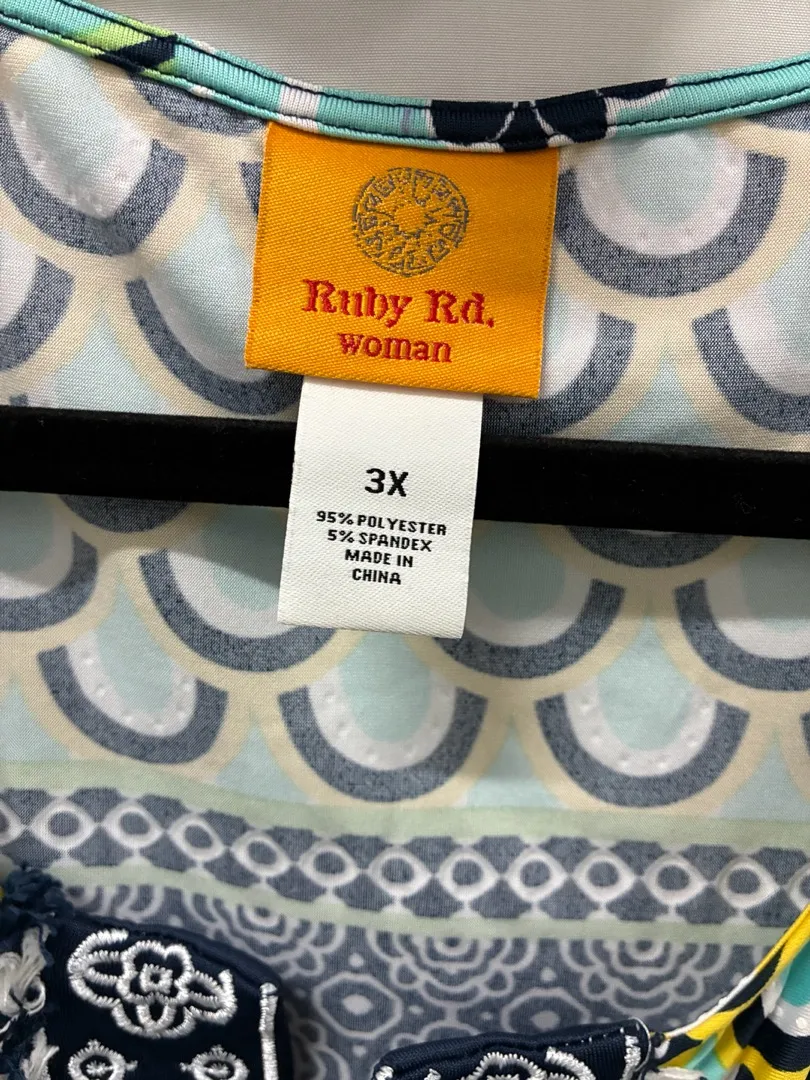 Ruby Rd.
woman
3X
95% POLYESTER
5% SPANDEX
MADE IN
CHINA